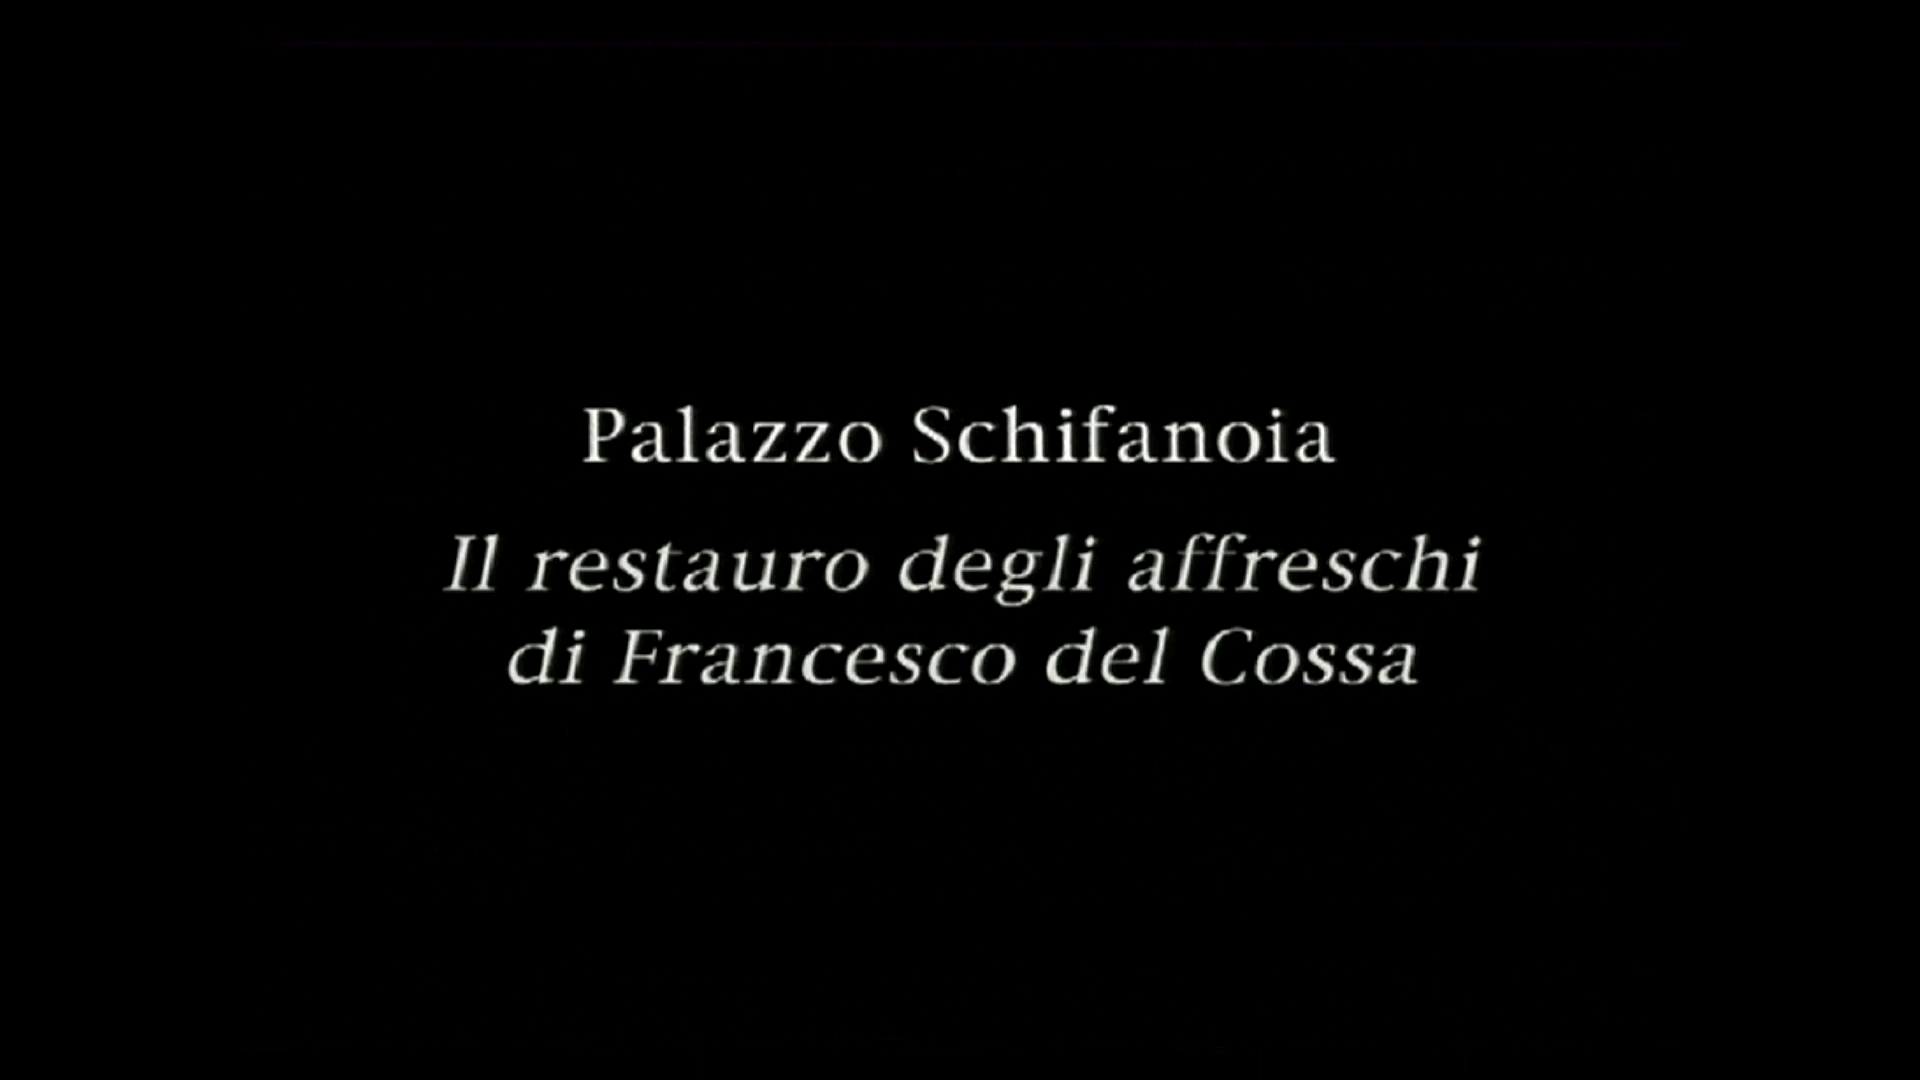 Palazzo Schifanoia
Il restauro degli affreschi
di Francesco del Cossa